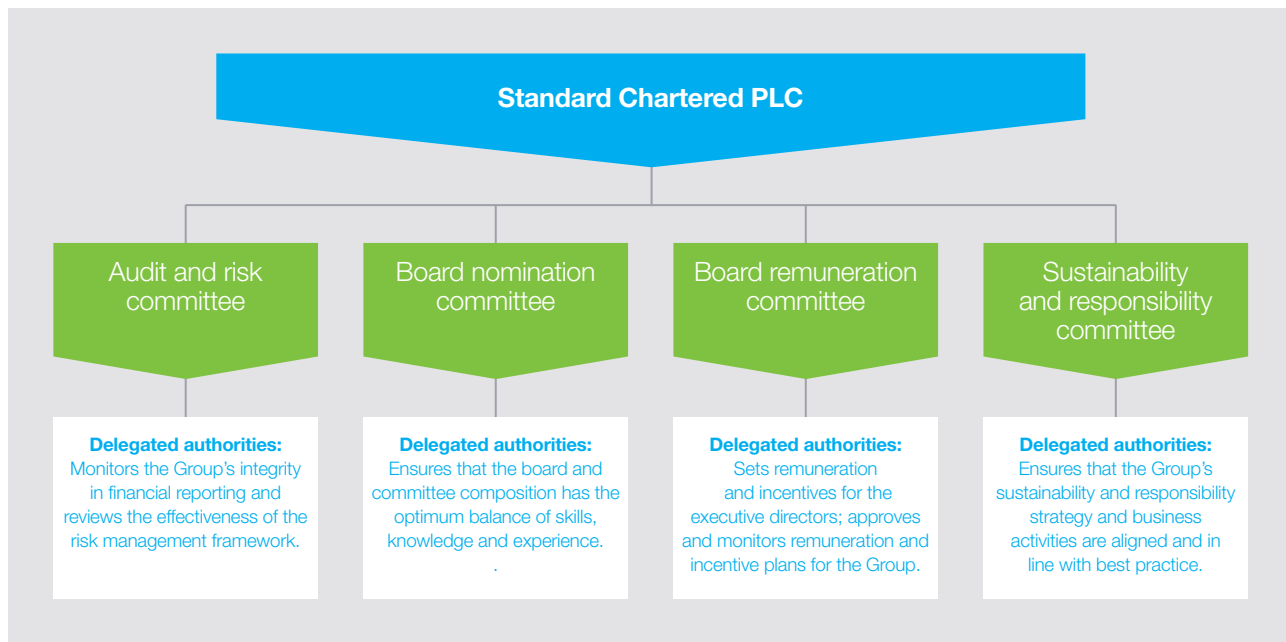 Standard Chartered PLC
Audit and risk
committee
Board nomination
committee
Board remuneration
committee
Sustainability
and responsibility
committee
Delegated authorities:
Monitors the Group’s integrity
in financial reporting and
reviews the effectiveness of the
risk management framework.
Delegated authorities:
Ensures that the board and
committee composition has the
optimum balance of skills,
knowledge and experience.
.
Delegated authorities:
Sets remuneration
and incentives for the
executive directors; approves
and monitors remuneration and
incentive plans for the Group.
Delegated authorities:
Ensures that the Group’s
sustainability and responsibility
strategy and business
activities are aligned and in
line with best practice.